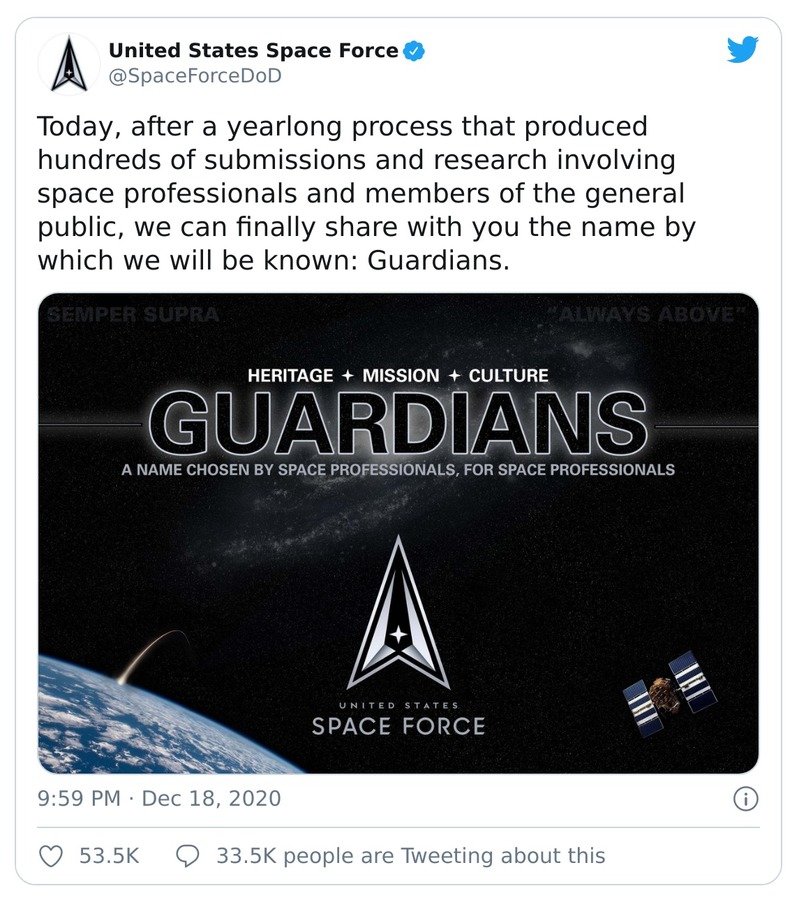 United States Space Force
@SpaceForceDoD
Today, after a yearlong process that produced
hundreds of submissions and research involving
space professionals and members of the general
public, we can finally share with you the name by
which we will be known: Guardians.
SEMPER SUPRA
“ALWAYS ABOVE”
HERITAGE ✦ MISSION ✦ CULTURE
GUARDIANS
A NAME CHOSEN BY SPACE PROFESSIONALS, FOR SPACE PROFESSIONALS
UNITED STATES
SPACE FORCE
9:59 PM · Dec 18, 2020
53.5K
33.5K people are Tweeting about this